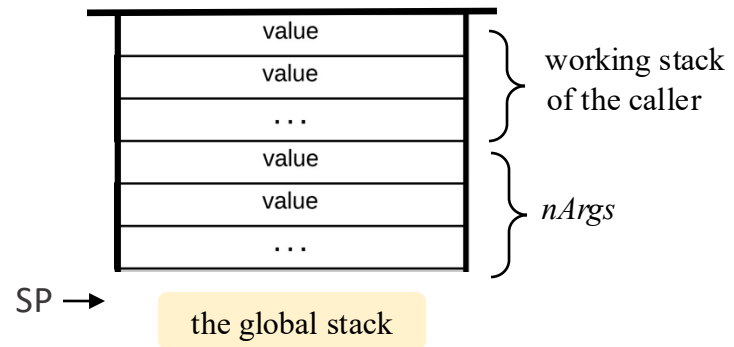 value
value
...
working stack
of the caller
value
value
...
nArgs
SP
the global stack